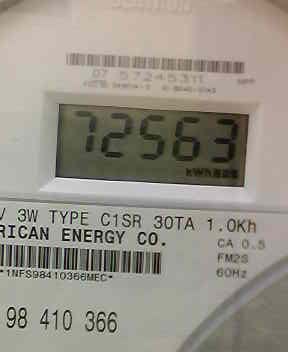 07 57245311
72563
kWh
V 3W TYPE C1SR 30TA 1.0Kh
RICAN ENERGY CO.
CA 0.5
FM2S
60Hz
*1NFS98410366MEC*
98 410 366